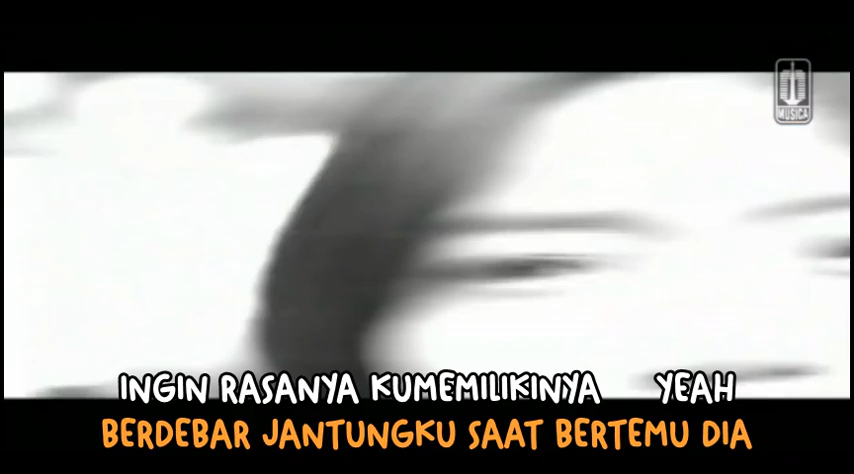 MUSICA
INGIN RASANYA KUMEMILIKINYA YEAH
BERDEBAR JANTUNGKU SAAT BERTEMU DIA